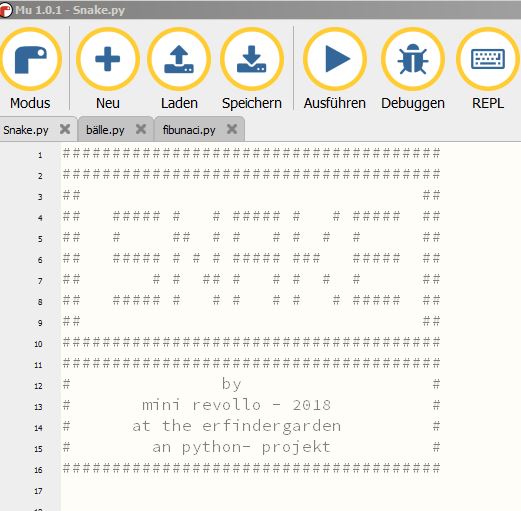 Mu 1.0.1 - Snake.py
Modus Neu Laden Speichern Ausführen Debuggen REPL
Snake.py bälle.py fibunaci.py
1 ######################################
2 ######################################
3 ##                                  ##
4 ##   ##### #   # ##### #   # #####  ##
5 ##   #     ##  # #   # #  #  #      ##
6 ##   ##### # # # ##### ###   #####  ##
7 ##       # #  ## #   # #  #  #      ##
8 ##   ##### #   # #   # #   # #####  ##
9 ##                                  ##
10 ######################################
11 ######################################
12 #               by                   #
13 #       mini revollo - 2018          #
14 #      at the erfindergarden         #
15 #        an python- projekt          #
16 ######################################
17
18